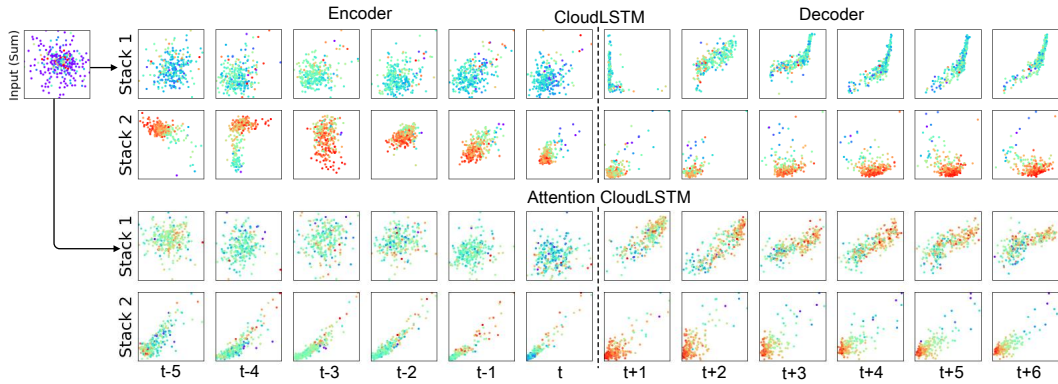 Encoder CloudLSTM Decoder
Input (Sum)
Stack 1
Stack 2
Attention CloudLSTM
Stack 1
Stack 2
t-5 t-4 t-3 t-2 t-1 t t+1 t+2 t+3 t+4 t+5 t+6